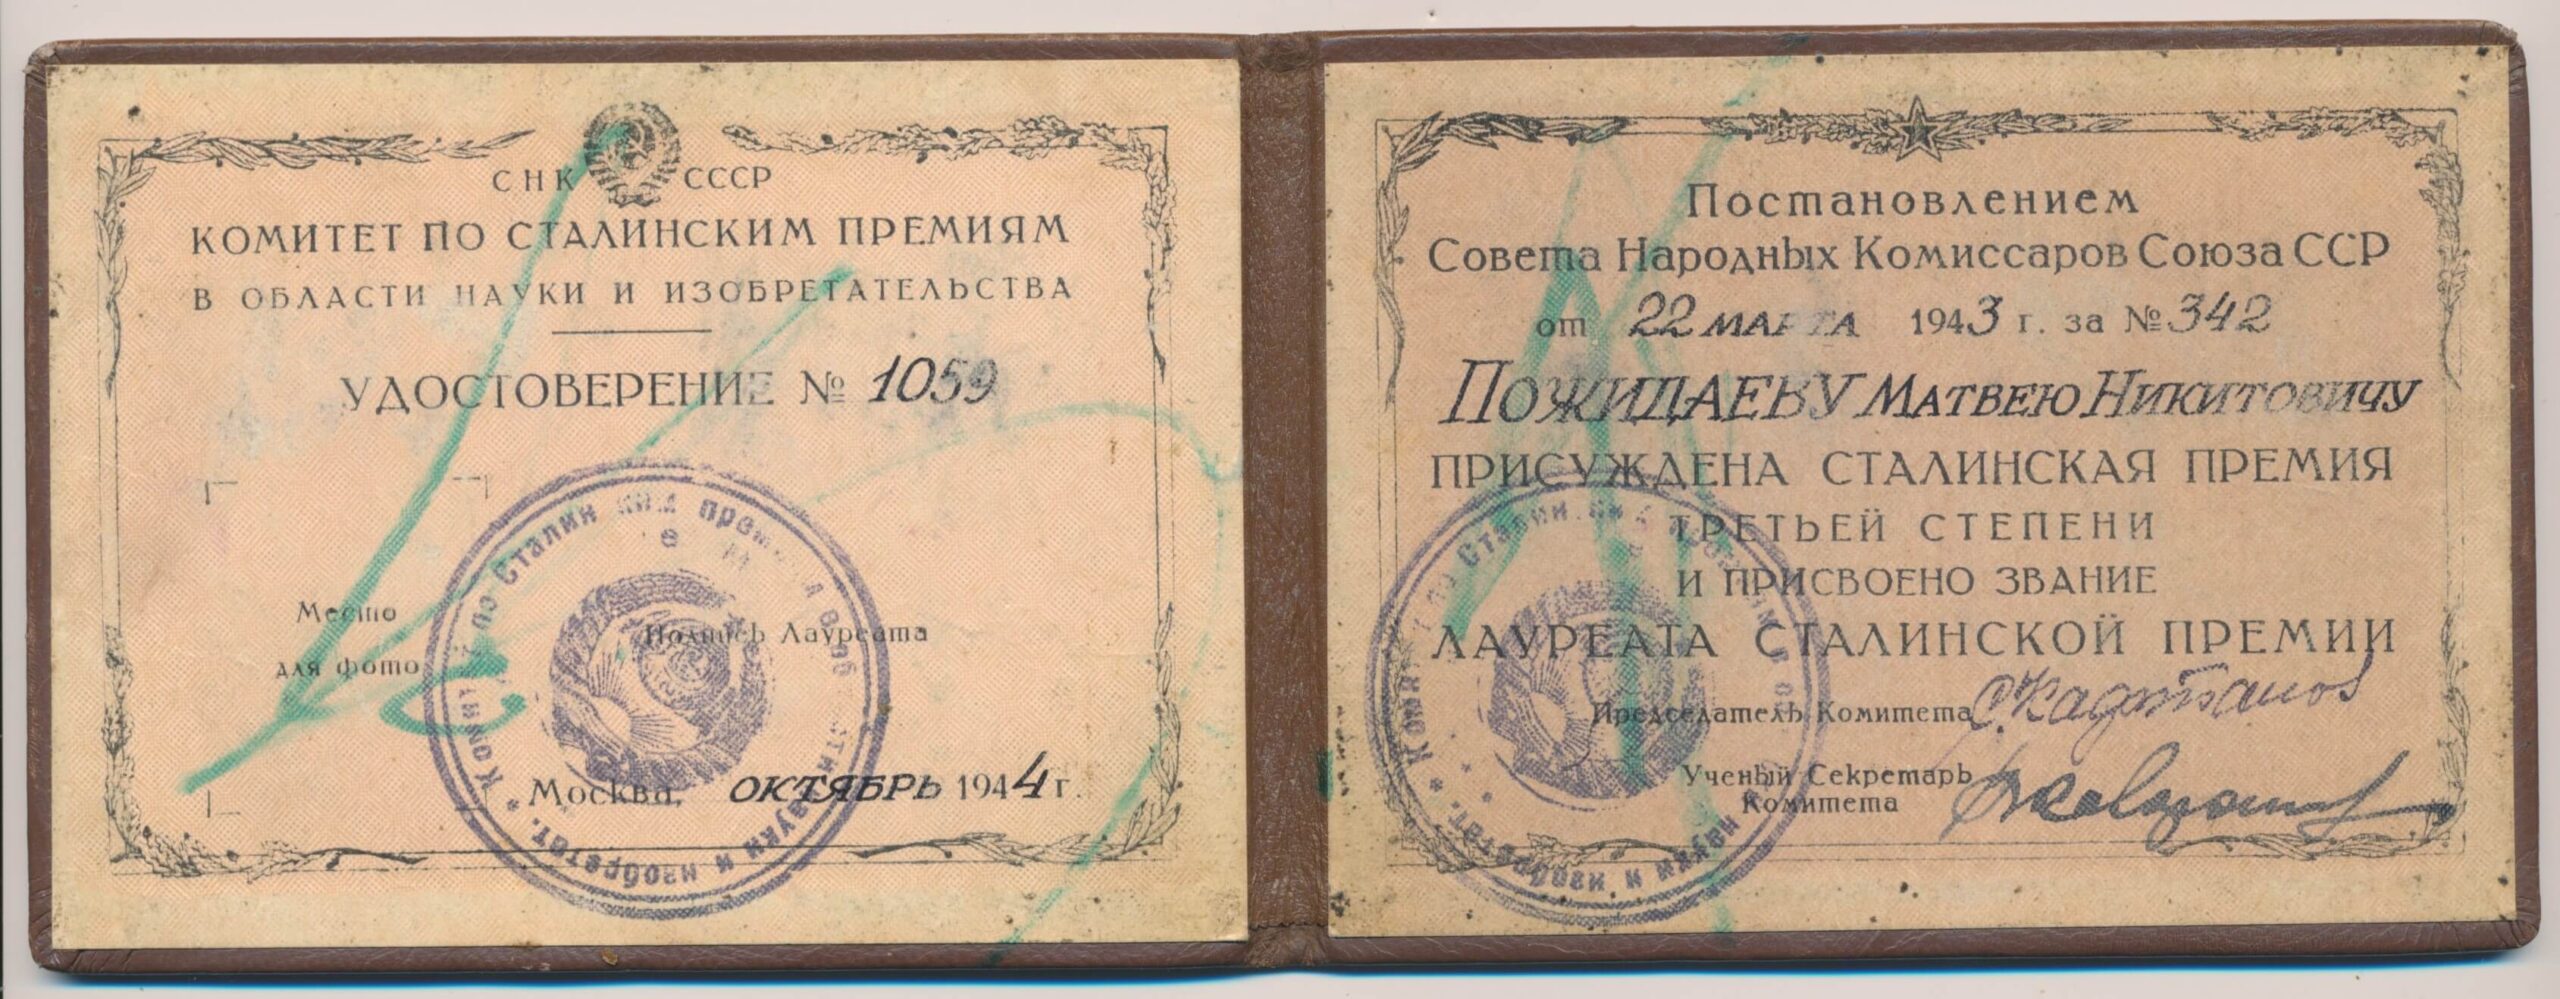 СНК СССР
КОМИТЕТ ПО СТАЛИНСКИМ ПРЕМИЯМ
В ОБЛАСТИ НАУКИ И ИЗОБРЕТАТЕЛЬСТВА
УДОСТОВЕРЕНИЕ № 1059
Место
для фото
Подпись Лауреата
Москва, ОКТЯБРЬ 1944 г.
Постановлением
Совета Народных Комиссаров Союза ССР
от 22 МАРТА 1943 г. за № 342
ПОЖИДАЕВУ МАТВЕЮ НИКИТОВИЧУ
ПРИСУЖДЕНА СТАЛИНСКАЯ ПРЕМИЯ
ТРЕТЬЕЙ СТЕПЕНИ
И ПРИСВОЕНО ЗВАНИЕ
ЛАУРЕАТА СТАЛИНСКОЙ ПРЕМИИ
Председатель Комитета С.Кафтанов
Ученый Секретарь
Комитета